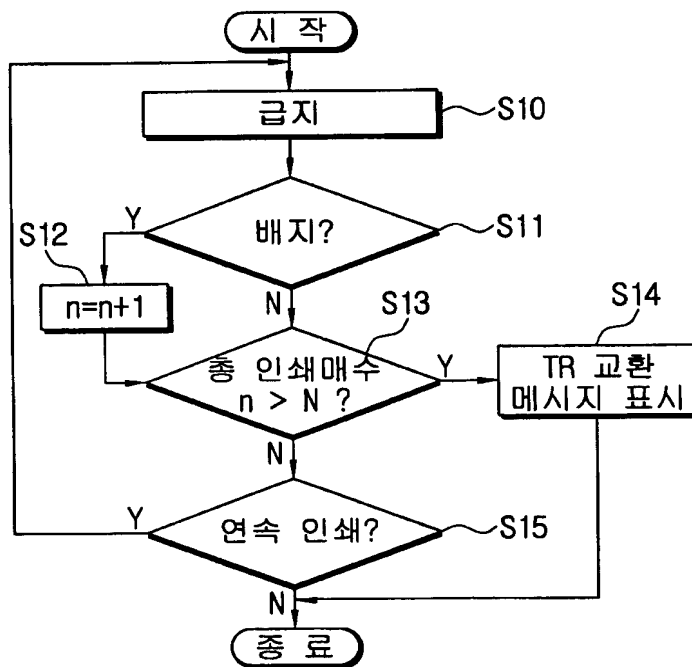 시 작
급지
S10
배지?
S11
Y
S12
n=n+1
N
S13
총 인쇄매수
n > N ?
Y
S14
TR 교환
메시지 표시
N
연속 인쇄?
S15
Y
N
종 료